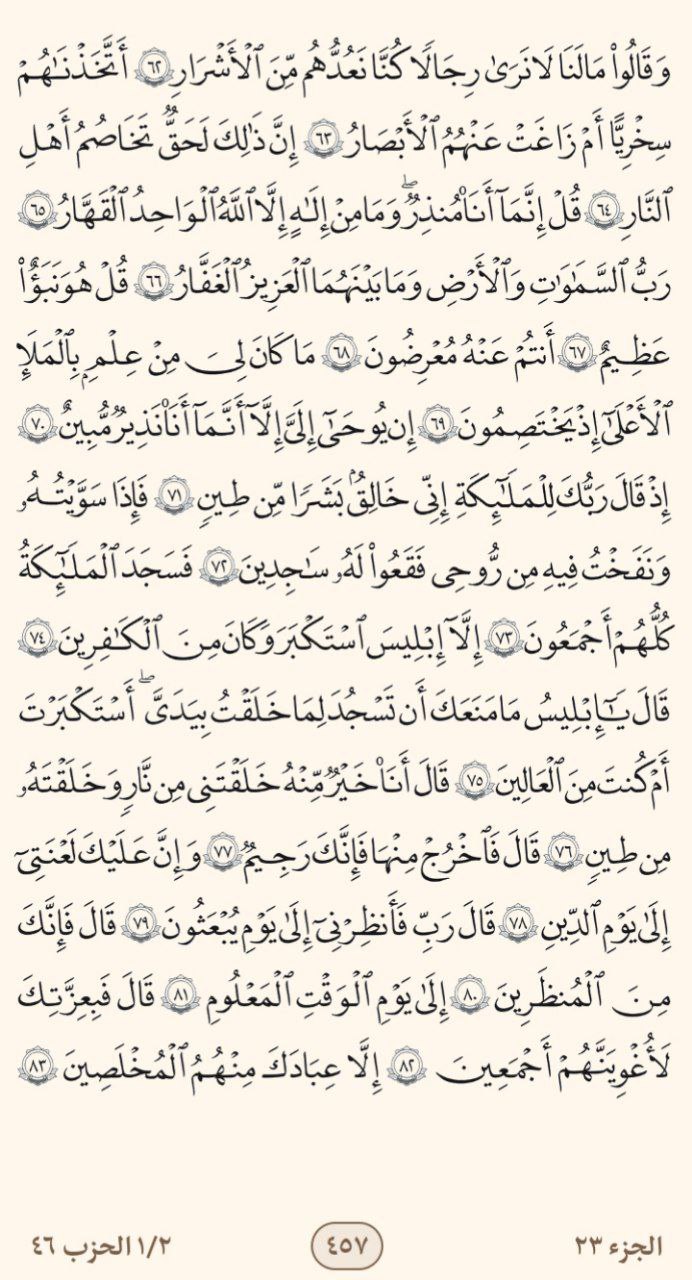 وَقَالُوا۟ مَا لَنَا لَا نَرَىٰ رِجَالًا كُنَّا نَعُدُّهُم مِّنَ ٱلْأَشْرَارِ ٦٢ أَتَّخَذْنَـٰهُمْ
سِخْرِيًّا أَمْ زَاغَتْ عَنْهُمُ ٱلْأَبْصَـٰرُ ٦٣ إِنَّ ذَٰلِكَ لَحَقٌّ تَخَاصُمُ أَهْلِ
ٱلنَّارِ ٦٤ قُلْ إِنَّمَآ أَنَا۠ مُنذِرٌ ۖ وَمَا مِنْ إِلَـٰهٍ إِلَّا ٱللَّهُ ٱلْوَٰحِدُ ٱلْقَهَّارُ ٦٥
رَبُّ ٱلسَّمَـٰوَٰتِ وَٱلْأَرْضِ وَمَا بَيْنَهُمَا ٱلْعَزِيزُ ٱلْغَفَّـٰرُ ٦٦ قُلْ هُوَ نَبَؤٌا۟
عَظِيمٌ ٦٧ أَنتُمْ عَنْهُ مُعْرِضُونَ ٦٨ مَا كَانَ لِىَ مِنْ عِلْمٍۭ بِٱلْمَلَإِ
ٱلْأَعْلَىٰٓ إِذْ يَخْتَصِمُونَ ٦٩ إِن يُوحَىٰٓ إِلَىَّ إِلَّآ أَنَّمَآ أَنَا۠ نَذِيرٌ مُّبِينٌ ٧٠
إِذْ قَالَ رَبُّكَ لِلْمَلَـٰٓئِكَةِ إِنِّى خَـٰلِقٌۢ بَشَرًا مِّن طِينٍ ٧١ فَإِذَا سَوَّيْتُهُۥ
وَنَفَخْتُ فِيهِ مِن رُّوحِى فَقَعُوا۟ لَهُۥ سَـٰجِدِينَ ٧٢ فَسَجَدَ ٱلْمَلَـٰٓئِكَةُ
كُلُّهُمْ أَجْمَعُونَ ٧٣ إِلَّآ إِبْلِيسَ ٱسْتَكْبَرَ وَكَانَ مِنَ ٱلْكَـٰفِرِينَ ٧٤
قَالَ يَـٰٓإِبْلِيسُ مَا مَنَعَكَ أَن تَسْجُدَ لِمَا خَلَقْتُ بِيَدَىَّ ۖ أَسْتَكْبَرْتَ
أَمْ كُنتَ مِنَ ٱلْعَالِينَ ٧٥ قَالَ أَنَا۠ خَيْرٌ مِّنْهُ خَلَقْتَنِى مِن نَّارٍ وَخَلَقْتَهُۥ
مِن طِينٍ ٧٦ قَالَ فَٱخْرُجْ مِنْهَا فَإِنَّكَ رَجِيمٌ ٧٧ وَإِنَّ عَلَيْكَ لَعْنَتِىٓ
إِلَىٰ يَوْمِ ٱلدِّينِ ٧٨ قَالَ رَبِّ فَأَنظِرْنِىٓ إِلَىٰ يَوْمِ يُبْعَثُونَ ٧٩ قَالَ فَإِنَّكَ
مِنَ ٱلْمُنظَرِينَ ٨٠ إِلَىٰ يَوْمِ ٱلْوَقْتِ ٱلْمَعْلُومِ ٨١ قَالَ فَبِعِزَّتِكَ
لَأُغْوِيَنَّهُمْ أَجْمَعِينَ ٨٢ إِلَّا عِبَادَكَ مِنْهُمُ ٱلْمُخْلَصِينَ ٨٣
الجزء ٢٣ ٤٥٧ ١/٢ الحزب ٤٦